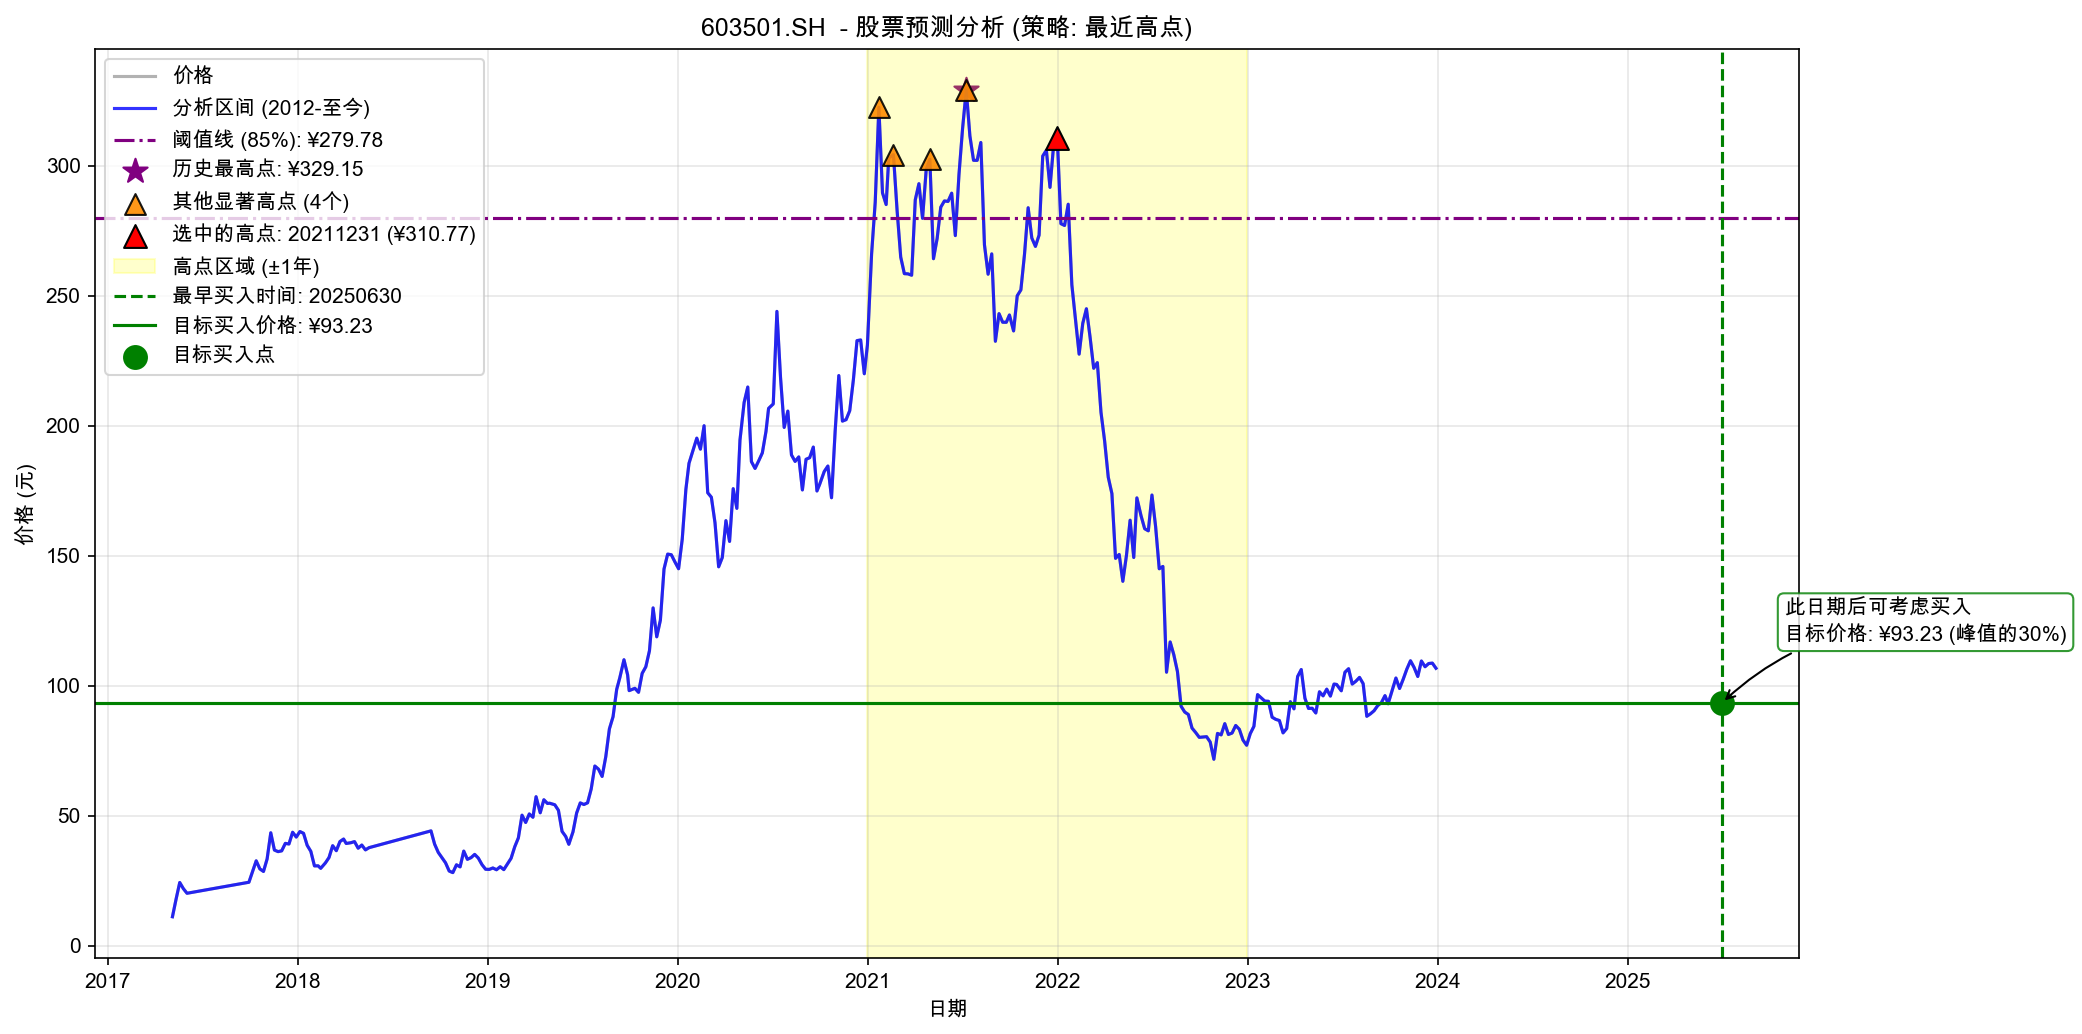 603501.SH - 股票预测分析 (策略: 最近高点)
价格
分析区间 (2012-至今)
阈值线 (85%): ¥279.78
历史最高点: ¥329.15
其他显著高点 (4个)
选中的高点: 20211231 (¥310.77)
高点区域 (±1年)
最早买入时间: 20250630
目标买入价格: ¥93.23
目标买入点
价格 (元)
300
250
200
150
100
50
0
此日期后可考虑买入
目标价格: ¥93.23 (峰值的30%)
2017
2018
2019
2020
2021
2022
2023
2024
2025
日期